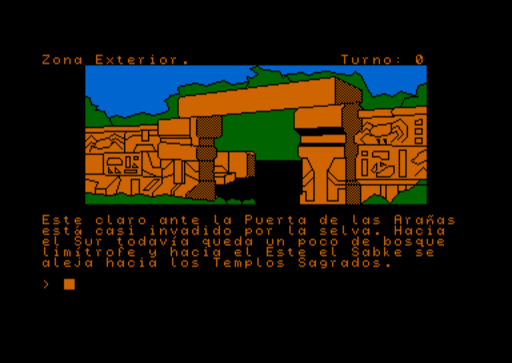 Zona Exterior. Turno: 0
Este claro ante la Puerta de las Arañas
está casi invadido por la selva. Hacia
el Sur todavía queda un poco de bosque
limítrofe y hacia el Este el Sabke se
aleja hacia los Templos Sagrados.
>